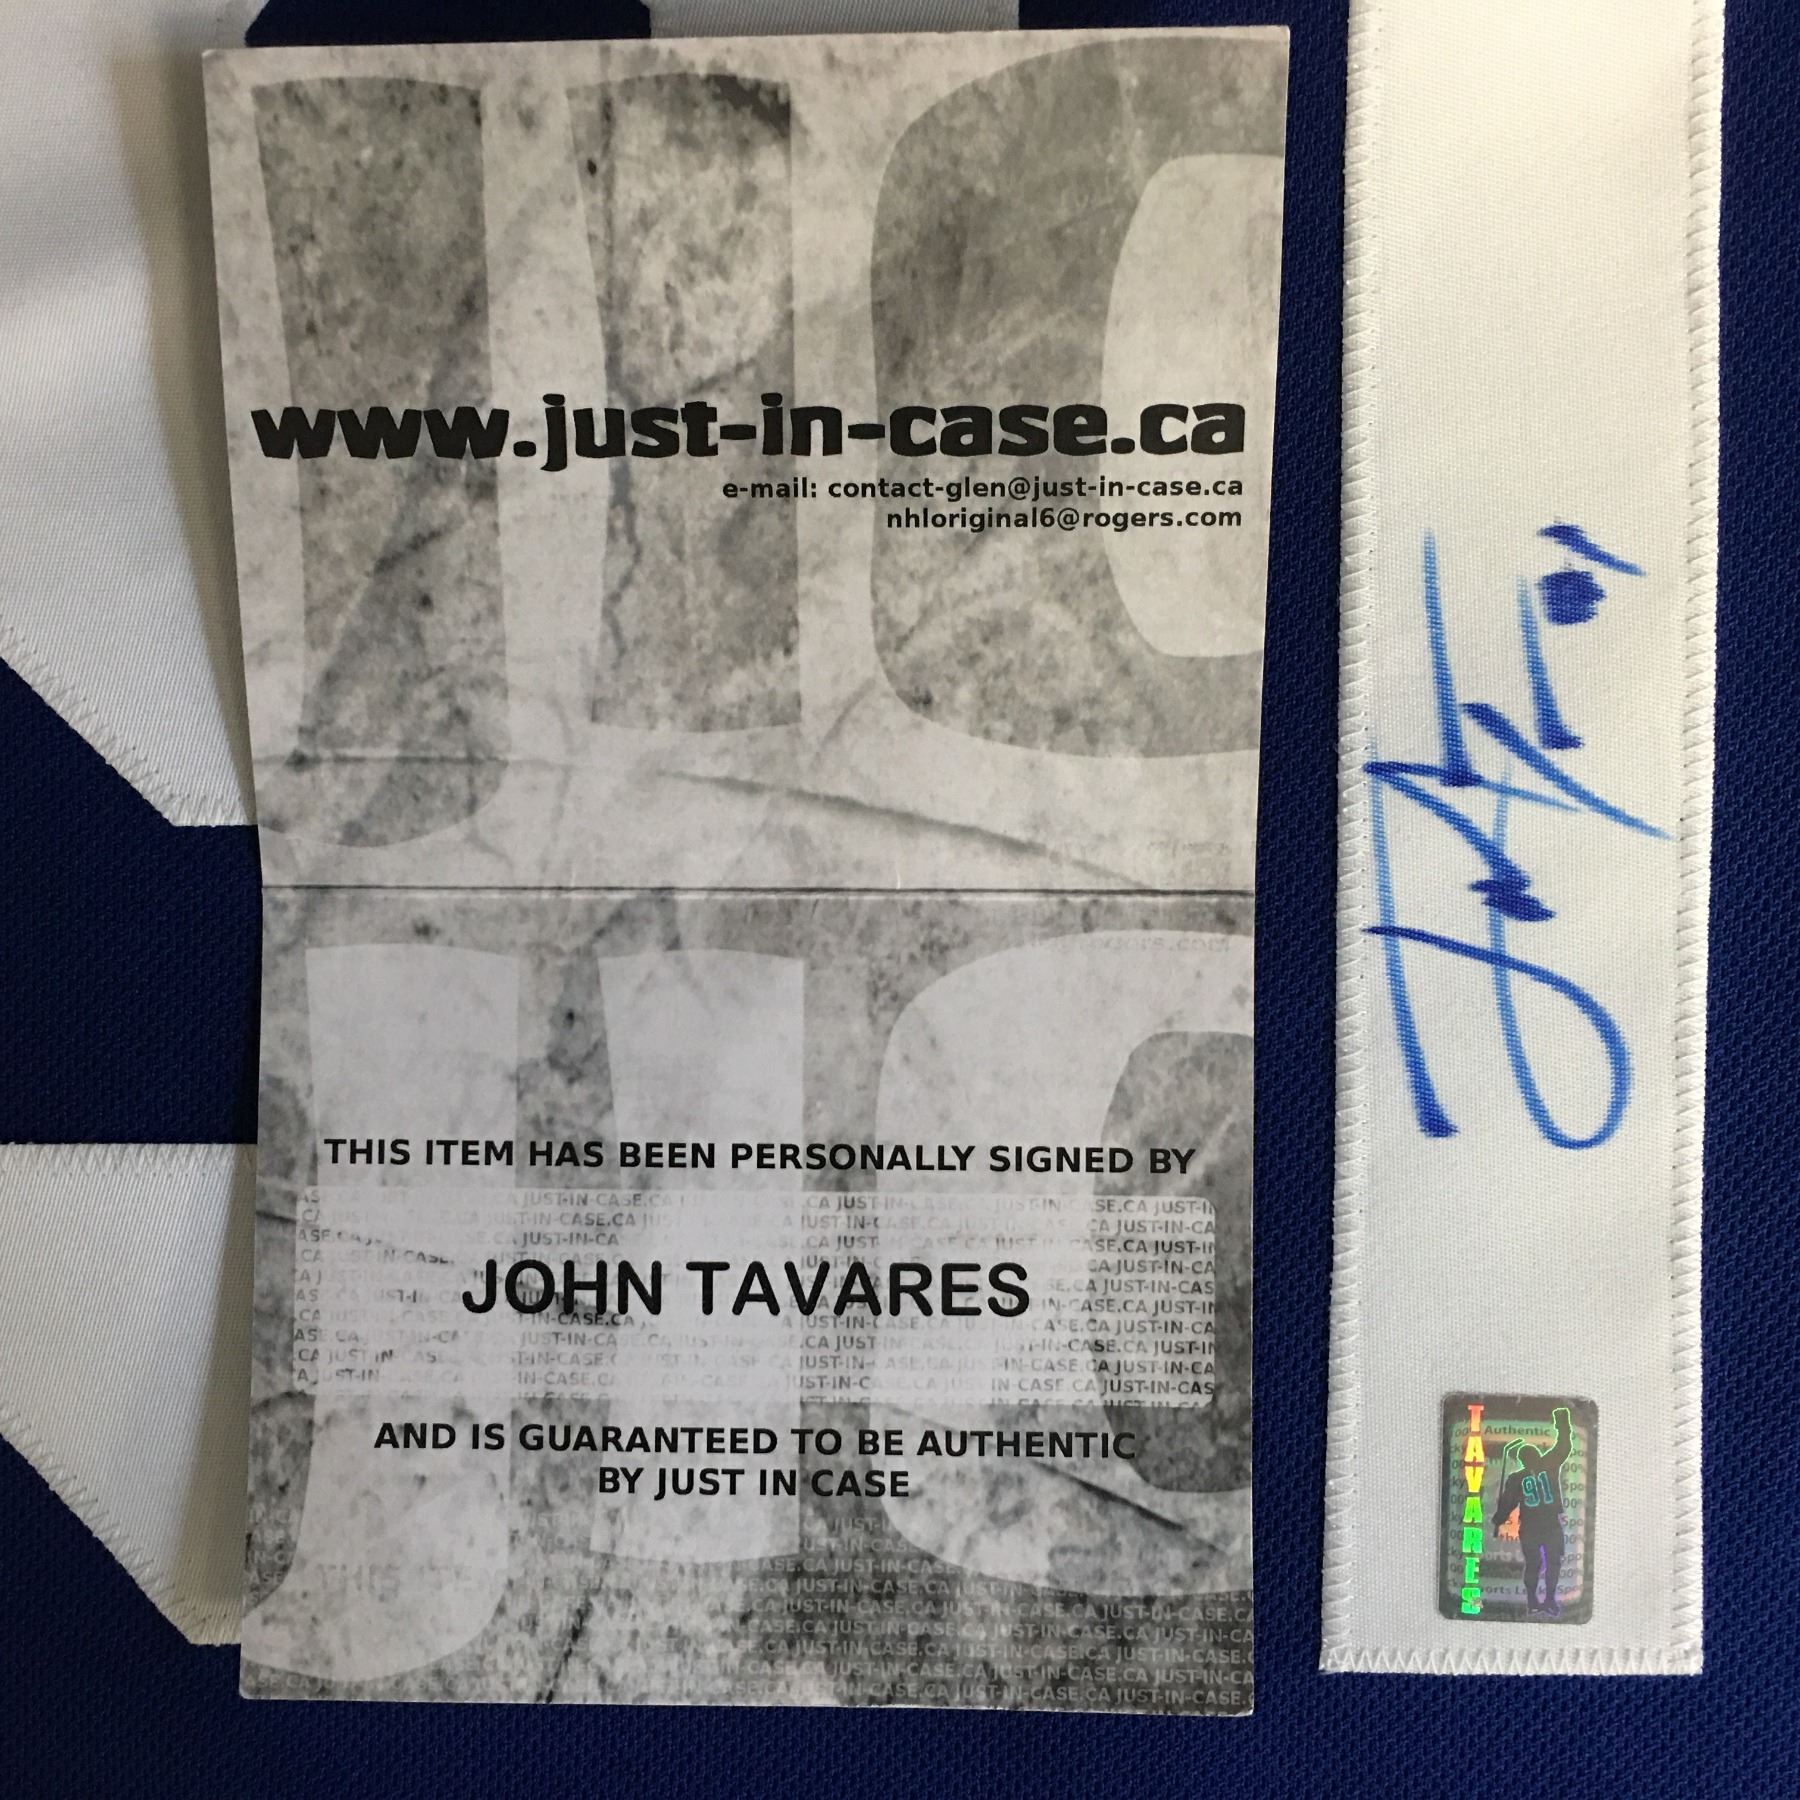 www.just-in-case.ca
e-mail: contact-glen@just-in-case.ca
nhloriginal6@rogers.com
THIS ITEM HAS BEEN PERSONALLY SIGNED BY
JOHN TAVARES
AND IS GUARANTEED TO BE AUTHENTIC
BY JUST IN CASE
TAVARES
Authentic
91